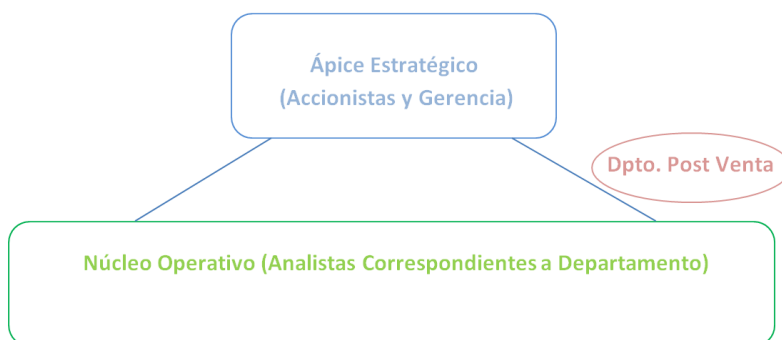 Ápice Estratégico
(Accionistas y Gerencia)
Dpto. Post Venta
Núcleo Operativo (Analistas Correspondientes a Departamento)